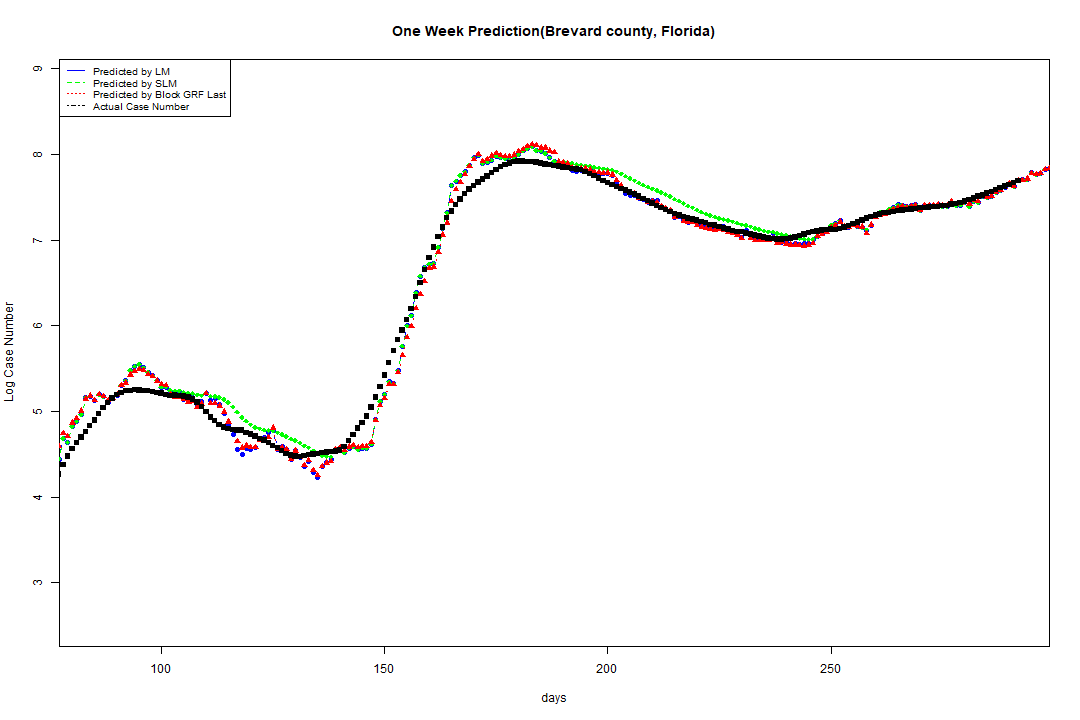 One Week Prediction(Brevard county, Florida)
Predicted by LM
Predicted by SLM
Predicted by Block GRF Last
Actual Case Number
9
8
7
6
5
4
3
Log Case Number
100 150 200 250
days